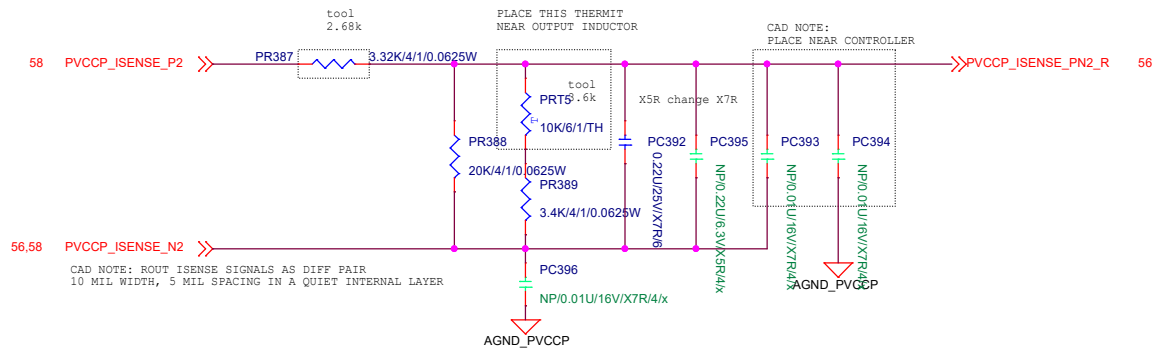 tool
2.68k
PLACE THIS THERMIT
NEAR OUTPUT INDUCTOR
CAD NOTE:
PLACE NEAR CONTROLLER
58 PVCCP_ISENSE_P2
PR387
3.32K/4/1/0.0625W
PVCCP_ISENSE_PN2_R 56
tool
3.6k
PRT5
T
10K/6/1/TH
X5R change X7R
PR388
20K/4/1/0.0625W
PR389
3.4K/4/1/0.0625W
PC392
0.22U/25V/X7R/6
PC395
NP/0.22U/6.3V/X5R/4/x
PC393
NP/0.01U/16V/X7R/4/x
PC394
NP/0.01U/16V/X7R/4/x
56,58 PVCCP_ISENSE_N2
CAD NOTE: ROUT ISENSE SIGNALS AS DIFF PAIR
10 MIL WIDTH, 5 MIL SPACING IN A QUIET INTERNAL LAYER
PC396
NP/0.01U/16V/X7R/4/x
AGND_PVCCP
AGND_PVCCP